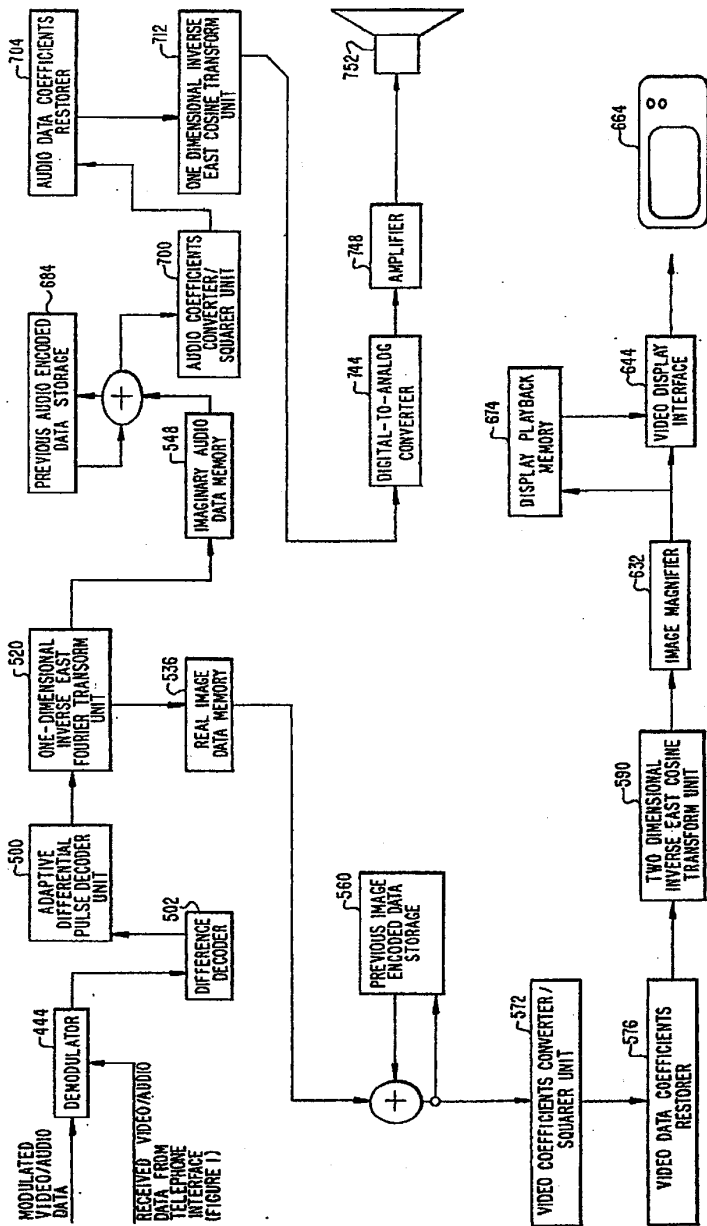 MODULATED
VIDEO/AUDIO
DATA
RECEIVED VIDEO/AUDIO
DATA FROM
TELEPHONE
INTERFACE
(FIGURE 1)
444
DEMODULATOR
502
DIFFERENCE
DECODER
500
ADAPTIVE
DIFFERENTIAL
PULSE DECODER
UNIT
520
ONE-DIMENSIONAL
INVERSE EAST
FOURIER TRANSORM
UNIT
536
REAL IMAGE
DATA MEMORY
548
IMAGINARY AUDIO
DATA MEMORY
684
PREVIOUS AUDIO ENCODED
DATA STORAGE
+
700
AUDIO COEFFICIENTS
CONVERTER/
SQUARER UNIT
704
AUDIO DATA COEFFICIENTS
RESTORER
712
ONE DIMENSIONAL INVERSE
EAST COSINE TRANSFORM
UNIT
744
DIGITAL-TO-ANALOG
CONVERTER
748
AMPLIFIER
752
560
PREVIOUS IMAGE
ENCODED DATA
STORAGE
+
572
VIDEO COEFFICIENTS CONVERTER/
SQUARER UNIT
576
VIDEO DATA COEFFICIENTS
RESTORER
590
TWO DIMENSIONAL
INVERSE EAST COSINE
TRANSFORM UNIT
632
IMAGE MAGNIFIER
674
DISPLAY PLAYBACK
MEMORY
644
VIDEO DISPLAY
INTERFACE
664